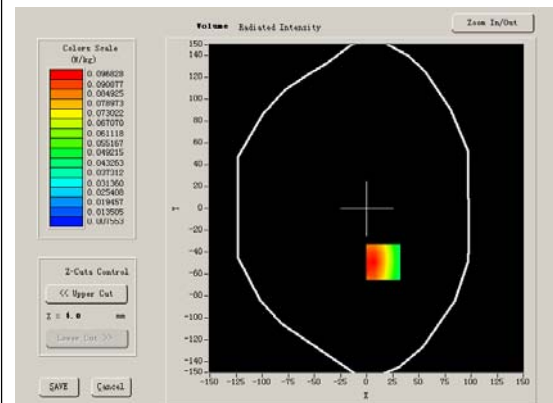 Volume Radiated Intensity
Zoom In/Out
Colors Scale
(W/kg)
0.096828
0.090877
0.084925
0.078973
0.073022
0.067070
0.061118
0.055167
0.049215
0.043263
0.037312
0.031360
0.025408
0.019457
0.013505
0.007553
150
140
120
100
80
60
40
20
0
-20
-40
-60
-80
-100
-120
-140
-150
Y
-150 -125 -100 -75 -50 -25 0 25 50 75 100 125 150
X
Z-Cuts Control
<< Upper Cut
Z = 4.0 mm
Lower Cut >>
SAVE Cancel